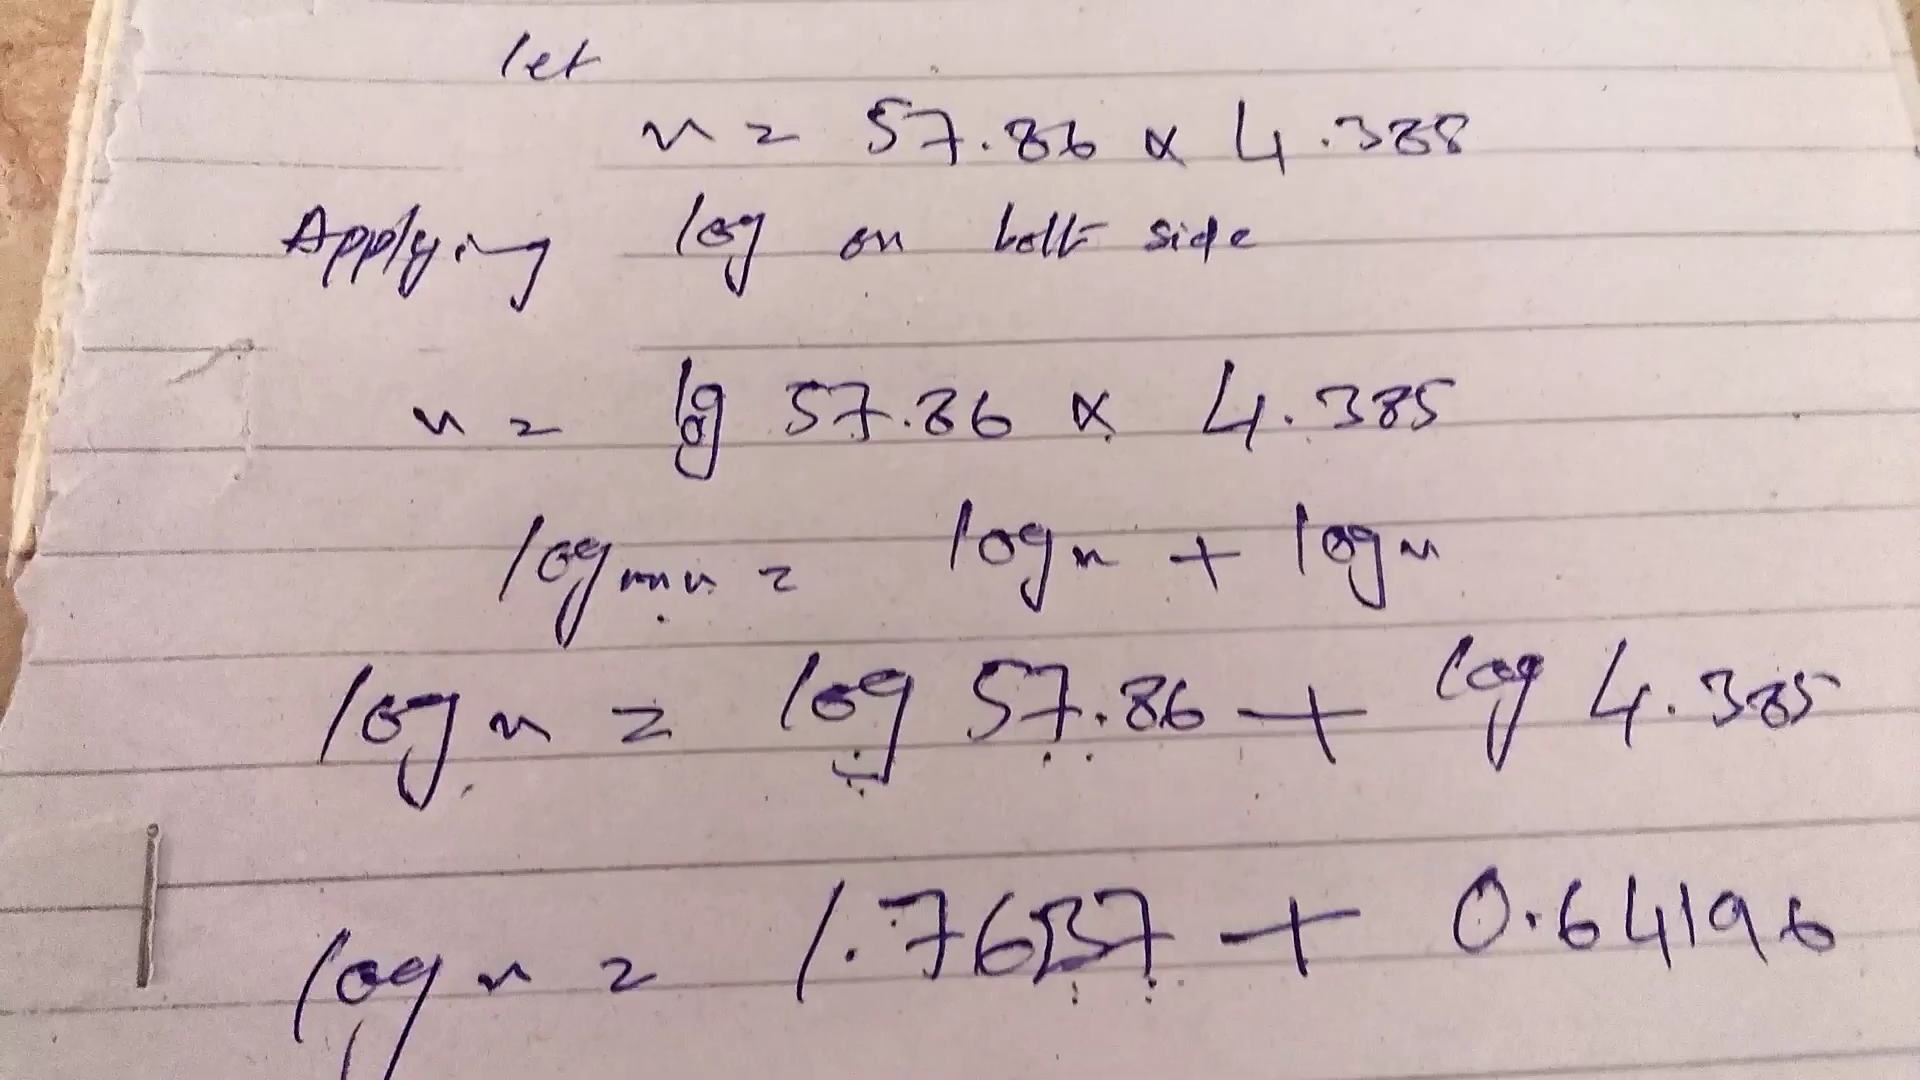 let
x = 57.86 × 4.388
Applying log on both side
x = log 57.86 × 4.385
log mn = log m + log n
log x = log 57.86 + log 4.385
log x = 1.7637 + 0.64196